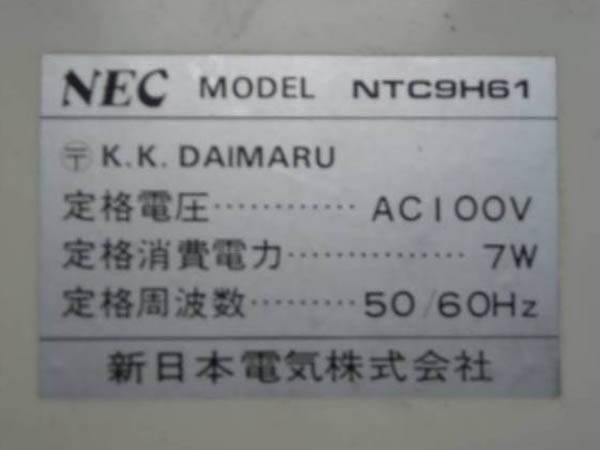 NEC MODEL NTC9H61
〶 K.K. DAIMARU
定格電圧………… AC100V
定格消費電力…………… 7W
定格周波数……… 50/60Hz
新日本電気株式会社